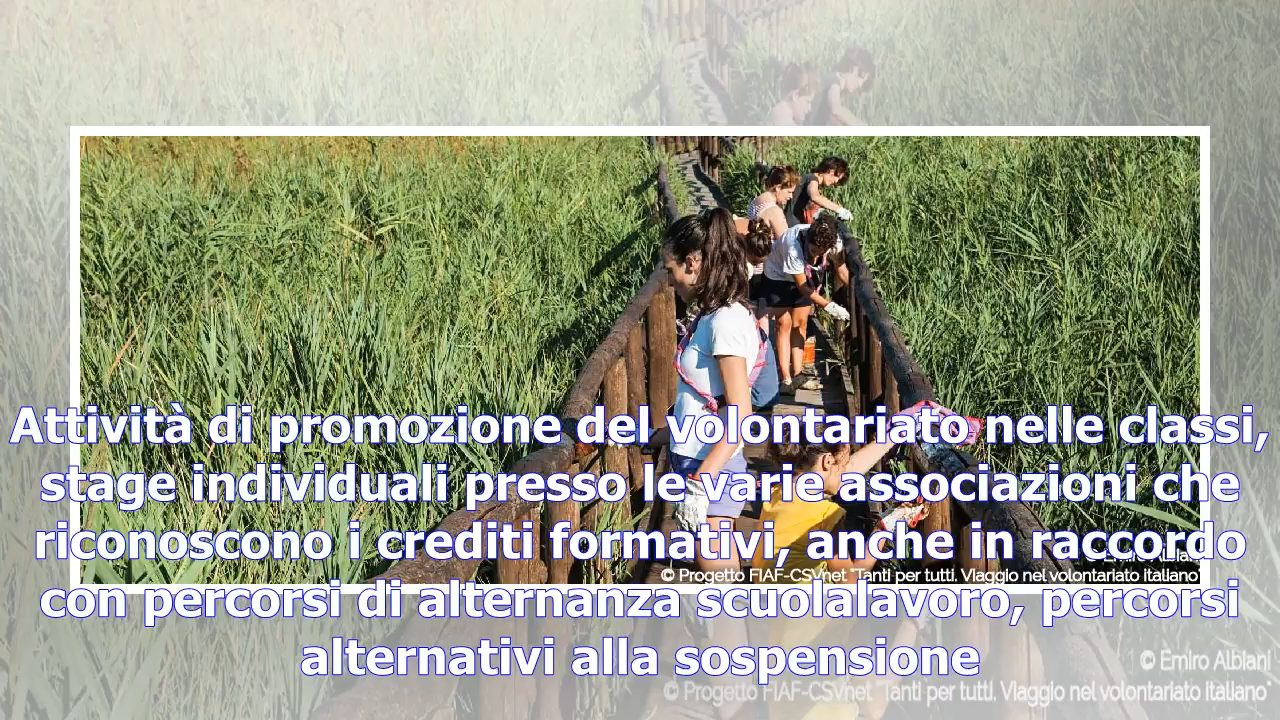 Attività di promozione del volontariato nelle classi,
stage individuali presso le varie associazioni che
riconoscono i crediti formativi, anche in raccordo
© Progetto FIAF-CSVnet "Tanti per tutti. Viaggio nel volontariato italiano"
con percorsi di alternanza scuolalavoro, percorsi
alternativi alla sospensione
© Emiro Albiani
© Progetto FIAF-CSVnet "Tanti per tutti. Viaggio nel volontariato italiano"